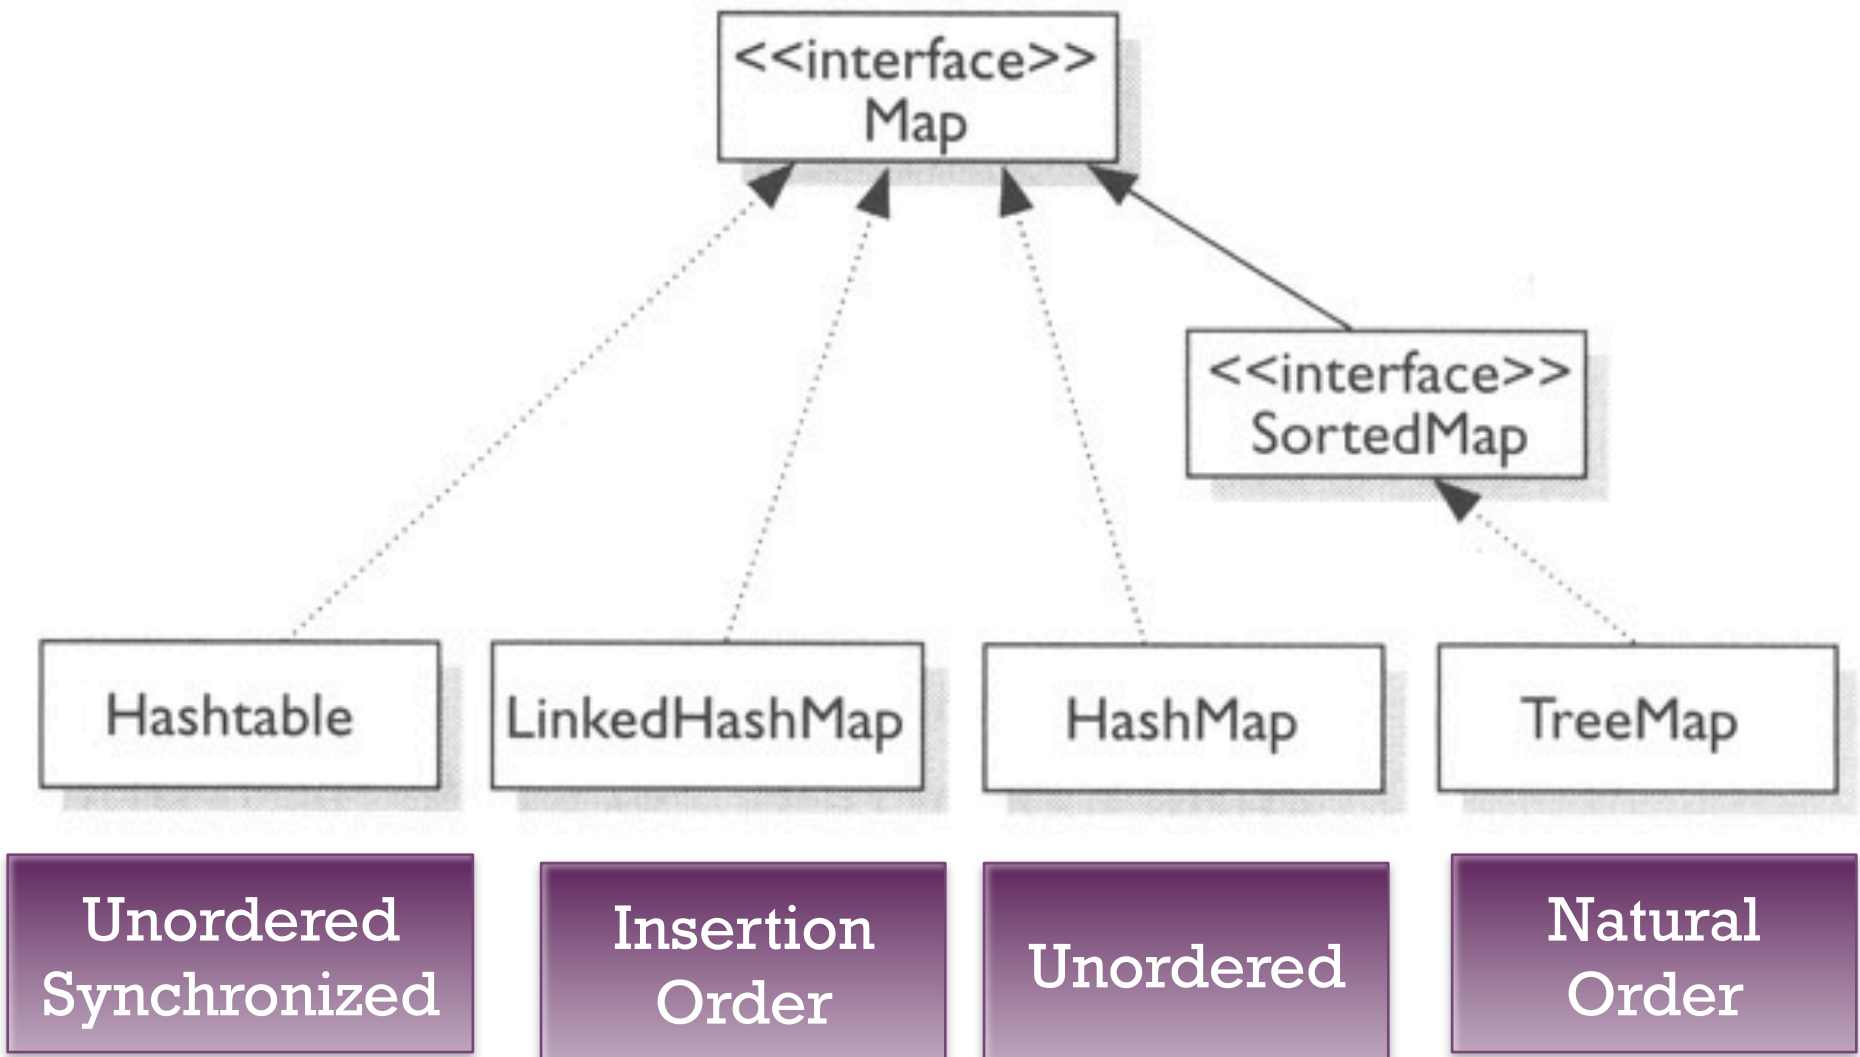 <<interface>>
Map
<<interface>>
SortedMap
Hashtable
LinkedHashMap
HashMap
TreeMap
Unordered
Synchronized
Insertion
Order
Unordered
Natural
Order